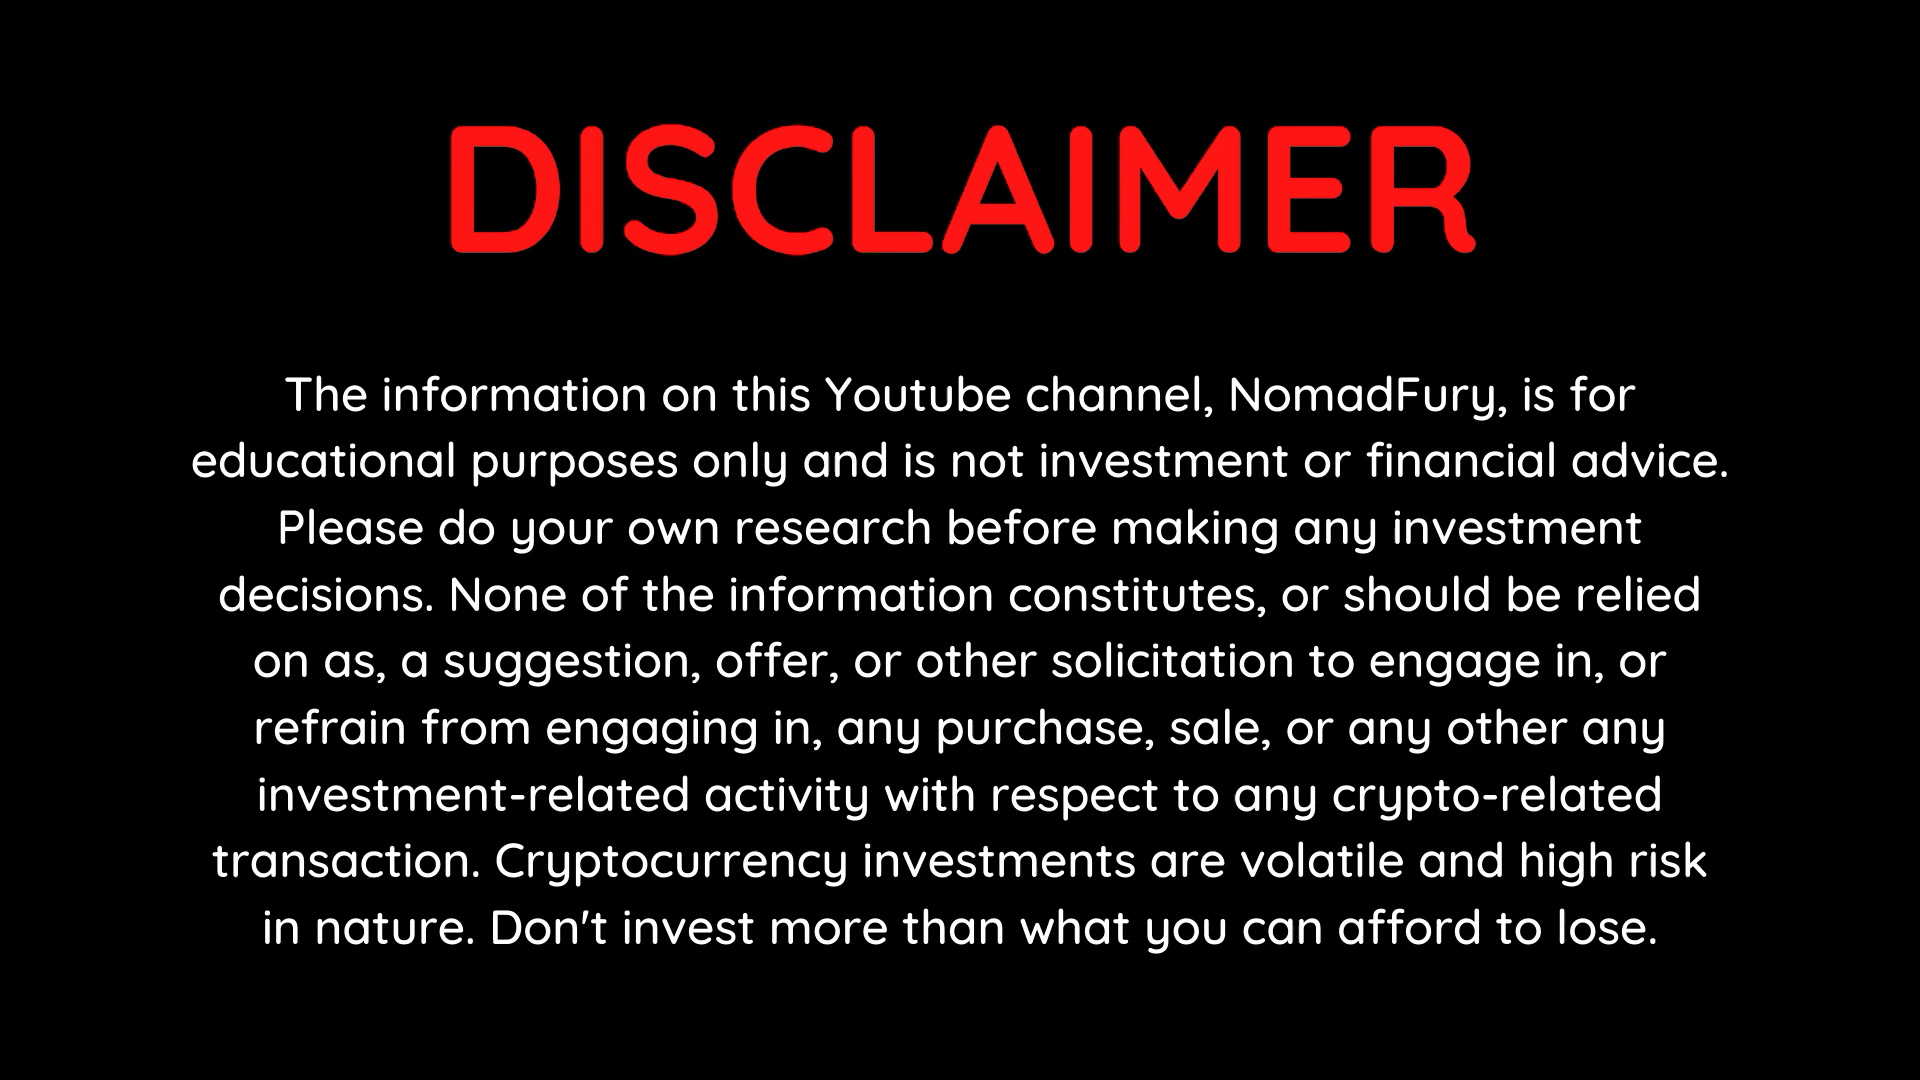 DISCLAIMER
The information on this Youtube channel, NomadFury, is for
educational purposes only and is not investment or financial advice.
Please do your own research before making any investment
decisions. None of the information constitutes, or should be relied
on as, a suggestion, offer, or other solicitation to engage in, or
refrain from engaging in, any purchase, sale, or any other any
investment-related activity with respect to any crypto-related
transaction. Cryptocurrency investments are volatile and high risk
in nature. Don't invest more than what you can afford to lose.